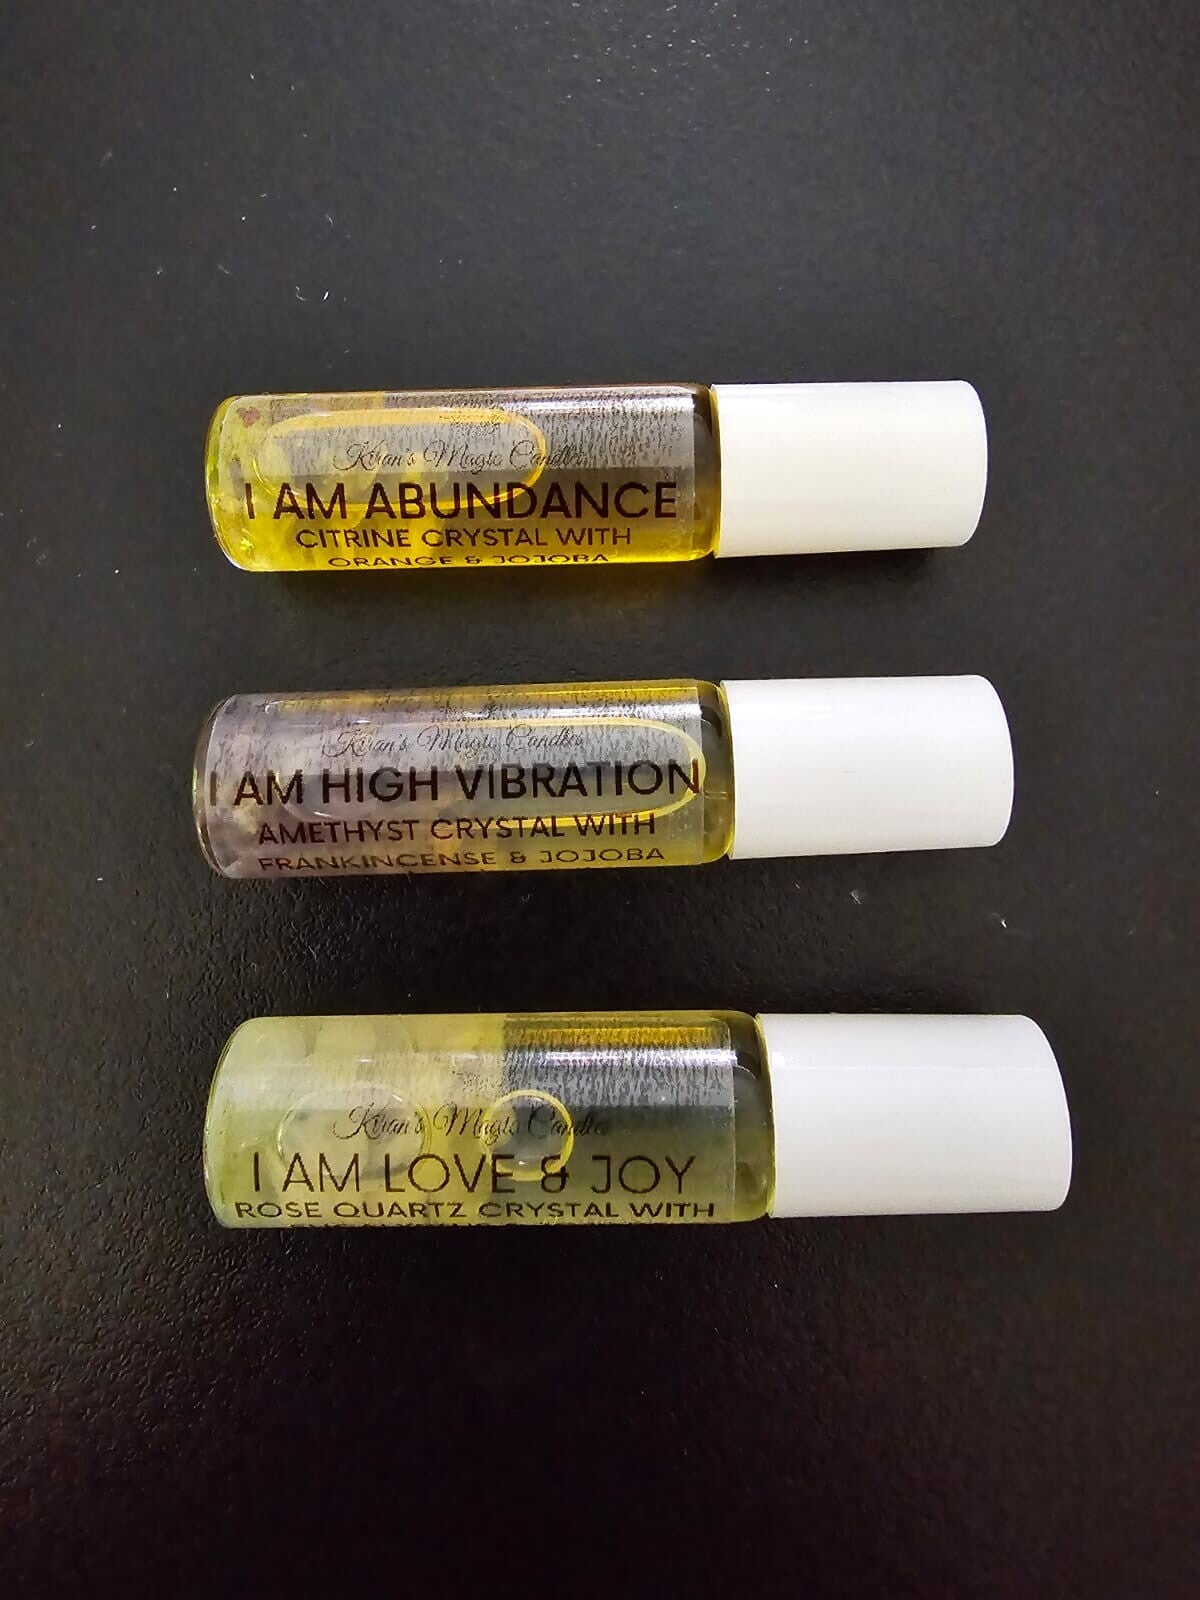 Kiran's Magic Candles
I AM ABUNDANCE
CITRINE CRYSTAL WITH
ORANGE & JOJOBA
Kiran's Magic Candles
I AM HIGH VIBRATION
AMETHYST CRYSTAL WITH
FRANKINCENSE & JOJOBA
Kiran's Magic Candles
I AM LOVE & JOY
ROSE QUARTZ CRYSTAL WITH